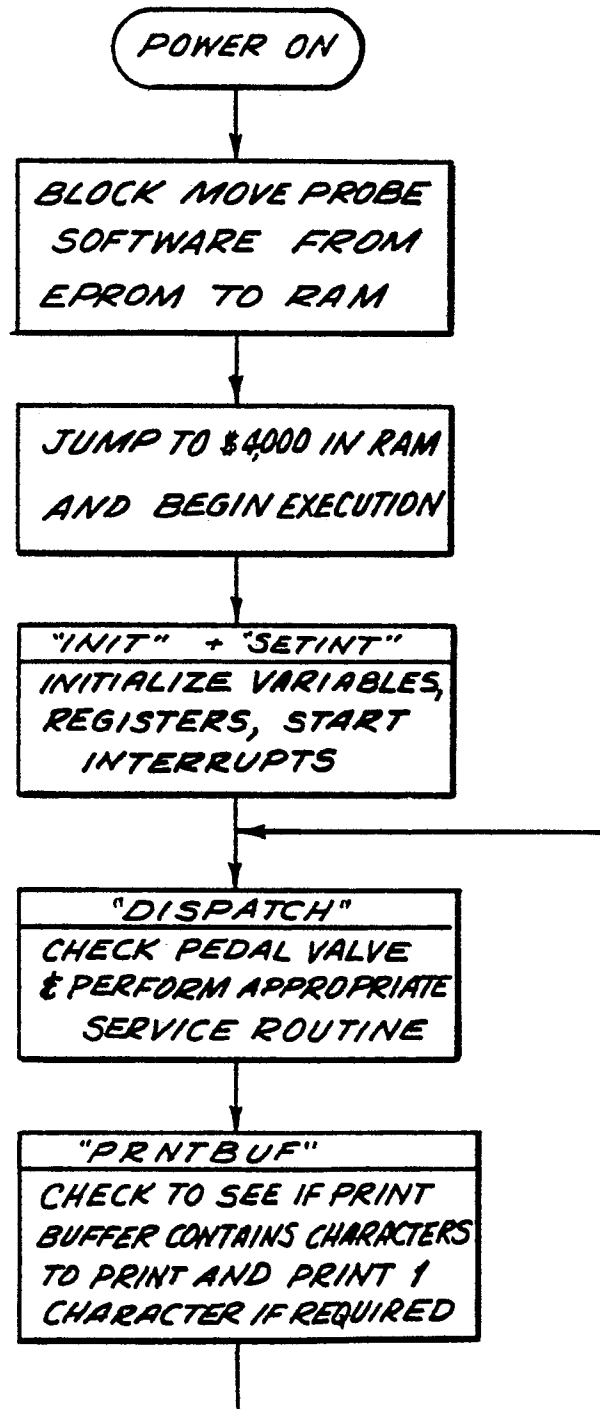 POWER ON
BLOCK MOVE PROBE
SOFTWARE FROM
EPROM TO RAM
JUMP TO $4,000 IN RAM
AND BEGIN EXECUTION
"INIT" + "SETINT"
INITIALIZE VARIABLES,
REGISTERS, START
INTERRUPTS
"DISPATCH"
CHECK PEDAL VALVE
& PERFORM APPROPRIATE
SERVICE ROUTINE
"PRNTBUF"
CHECK TO SEE IF PRINT
BUFFER CONTAINS CHARACTERS
TO PRINT AND PRINT 1
CHARACTER IF REQUIRED